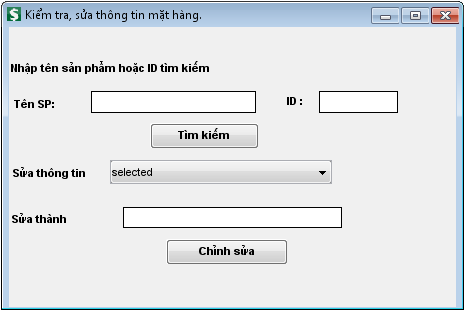 Kiểm tra, sửa thông tin mặt hàng.
Nhập tên sản phẩm hoặc ID tìm kiếm
Tên SP: ID :
Tìm kiếm
Sửa thông tin selected
Sửa thành
Chỉnh sửa